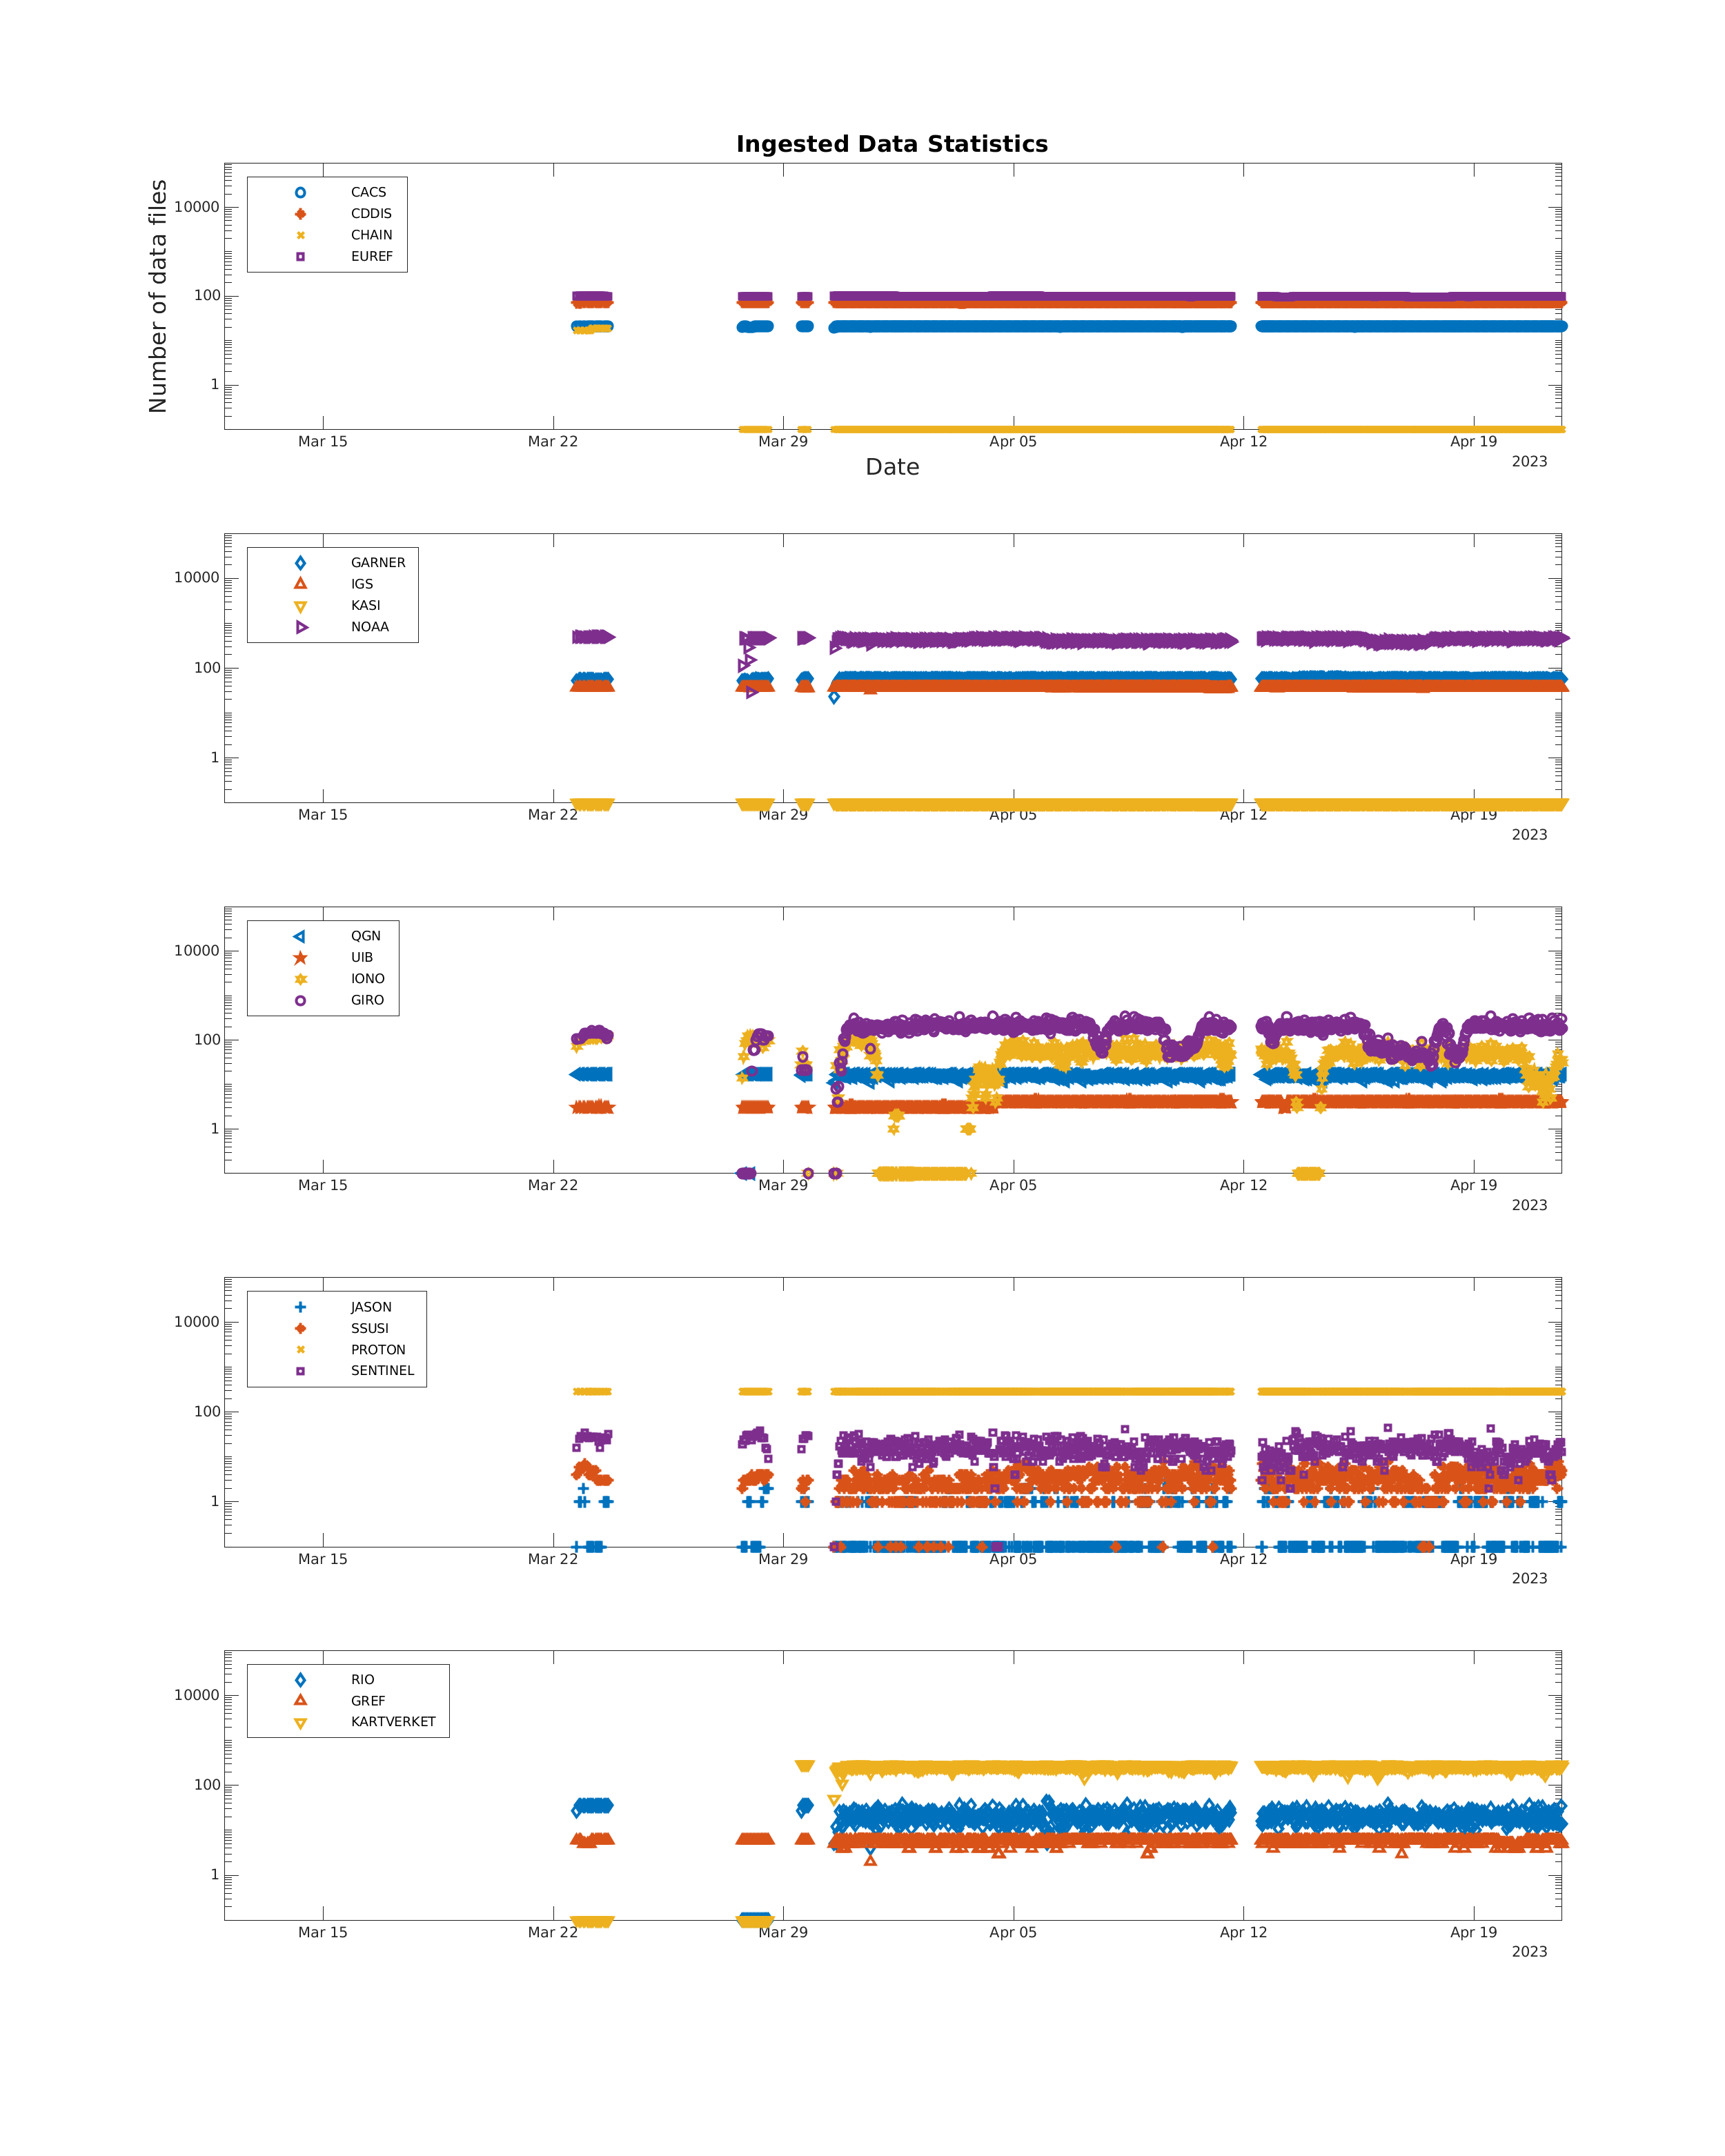 Ingested Data Statistics
Number of data files
CACS
CDDIS
CHAIN
EUREF
10000
100
1
Mar 15 Mar 22 Mar 29 Apr 05 Apr 12 Apr 19
2023
Date
GARNER
IGS
KASI
NOAA
10000
100
1
Mar 15 Mar 22 Mar 29 Apr 05 Apr 12 Apr 19
2023
QGN
UIB
IONO
GIRO
10000
100
1
Mar 15 Mar 22 Mar 29 Apr 05 Apr 12 Apr 19
2023
JASON
SSUSI
PROTON
SENTINEL
10000
100
1
Mar 15 Mar 22 Mar 29 Apr 05 Apr 12 Apr 19
2023
RIO
GREF
KARTVERKET
10000
100
1
Mar 15 Mar 22 Mar 29 Apr 05 Apr 12 Apr 19
2023